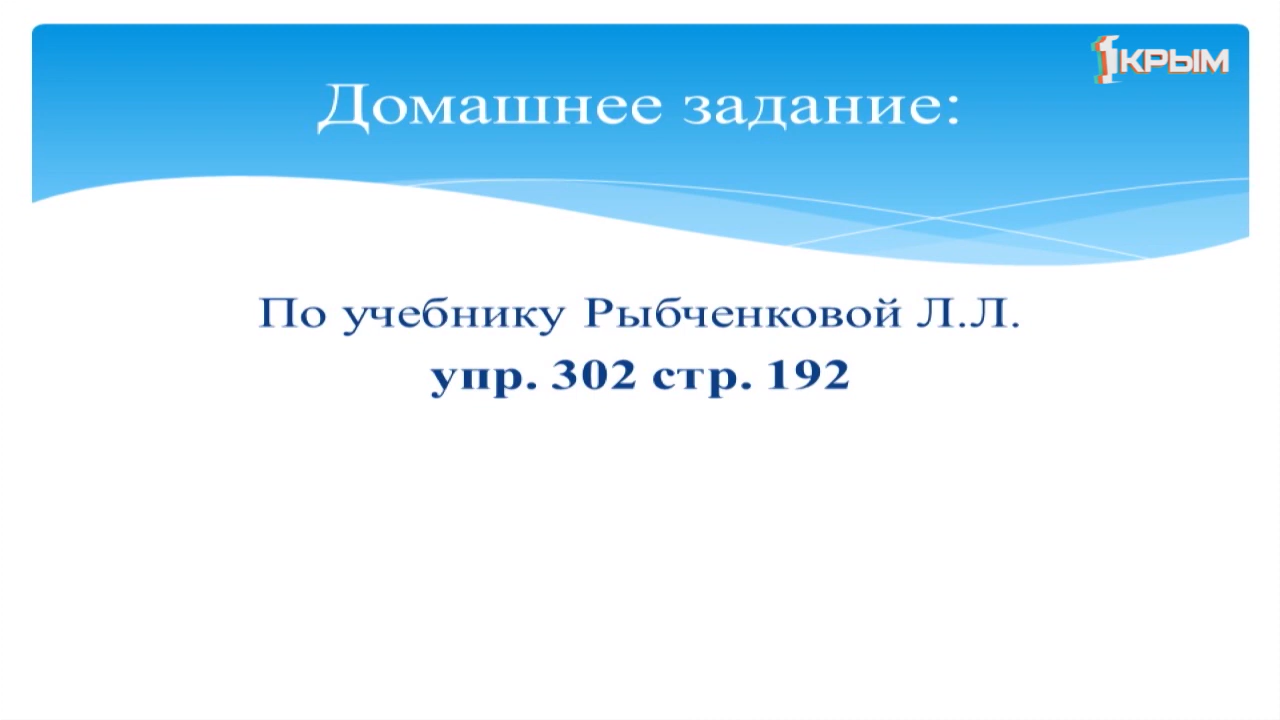 1КРЫМ
Домашнее задание:
По учебнику Рыбченковой Л.Л.
упр. 302 стр. 192